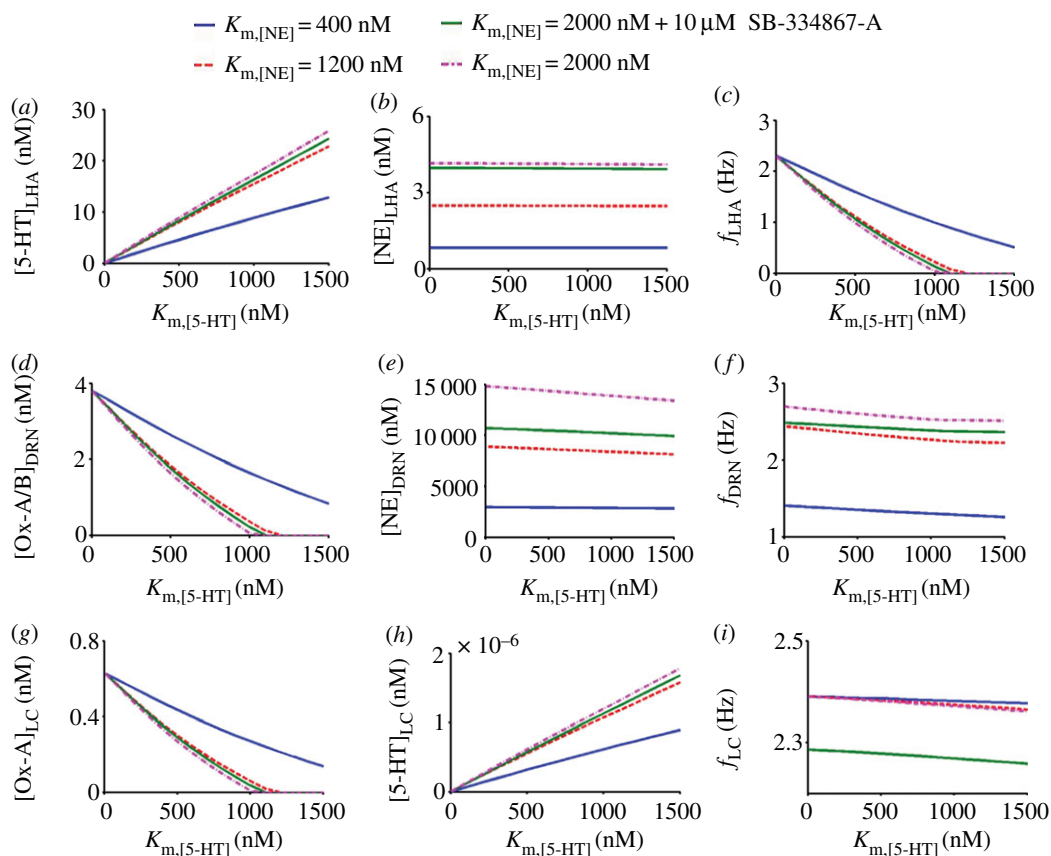 K_m,[NE] = 400 nM
K_m,[NE] = 2000 nM + 10 µM SB-334867-A
K_m,[NE] = 1200 nM
K_m,[NE] = 2000 nM
(a)
[5-HT]_LHA (nM)
30
20
10
0
0 500 1000 1500
K_m,[5-HT] (nM)
(b)
[NE]_LHA (nM)
6
3
0
0 500 1000 1500
K_m,[5-HT] (nM)
(c)
f_LHA (Hz)
3
2
1
0
0 500 1000 1500
K_m,[5-HT] (nM)
(d)
[Ox-A/B]_DRN (nM)
4
2
0
0 500 1000 1500
K_m,[5-HT] (nM)
(e)
[NE]_DRN (nM)
15 000
10 000
5000
0
0 500 1000 1500
K_m,[5-HT] (nM)
(f)
f_DRN (Hz)
3
2
1
0 500 1000 1500
K_m,[5-HT] (nM)
(g)
[Ox-A]_LC (nM)
0.8
0.4
0
0 500 1000 1500
K_m,[5-HT] (nM)
(h)
× 10⁻⁶
[5-HT]_LC (nM)
2
1
0
0 500 1000 1500
K_m,[5-HT] (nM)
(i)
f_LC (Hz)
2.5
2.3
0 500 1000 1500
K_m,[5-HT] (nM)